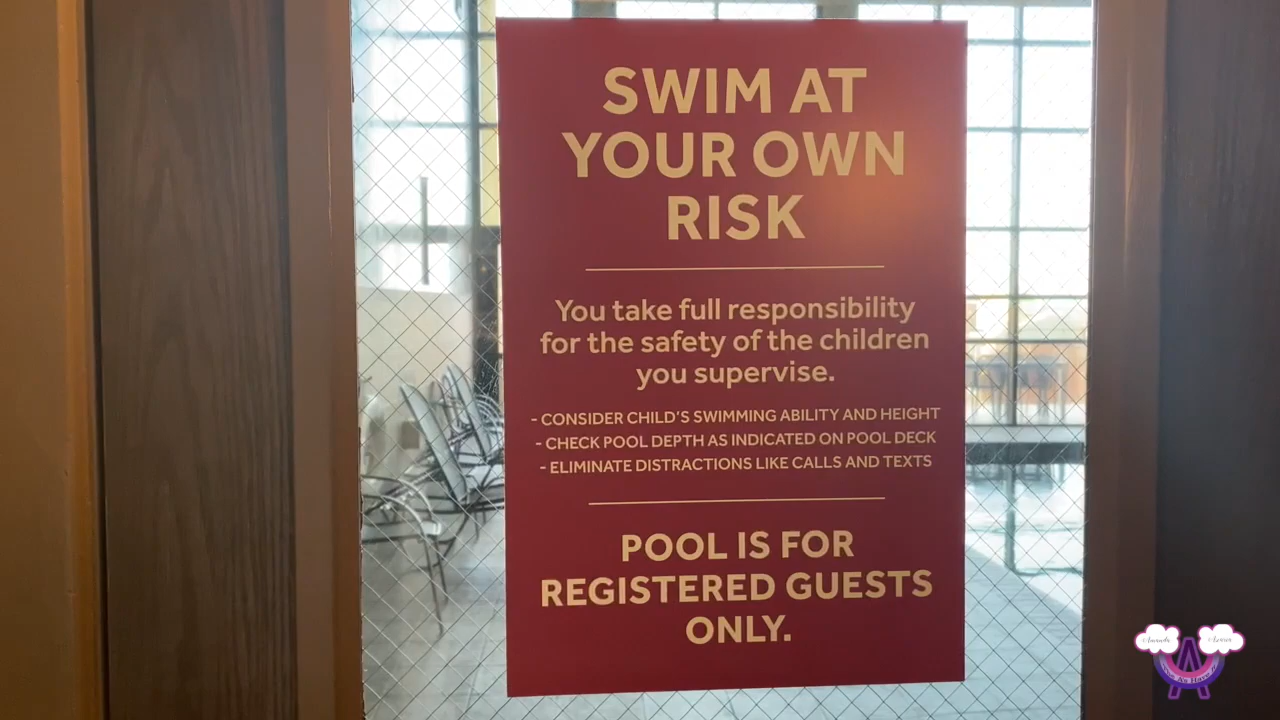 SWIM AT
YOUR OWN
RISK
You take full responsibility
for the safety of the children
you supervise.
- CONSIDER CHILD'S SWIMMING ABILITY AND HEIGHT
- CHECK POOL DEPTH AS INDICATED ON POOL DECK
- ELIMINATE DISTRACTIONS LIKE CALLS AND TEXTS
POOL IS FOR
REGISTERED GUESTS
ONLY.